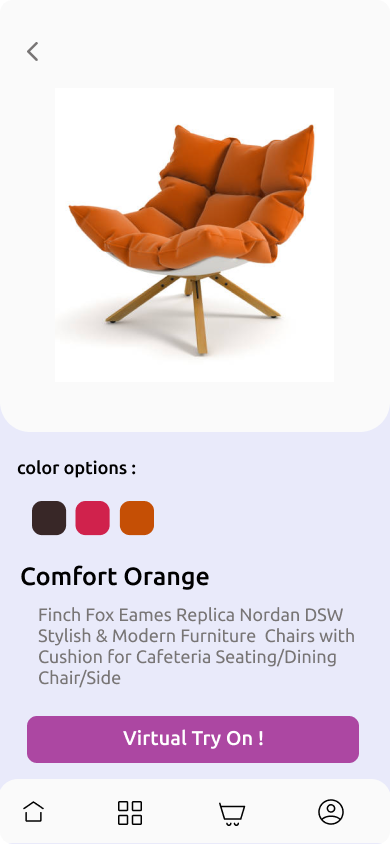 color options :
Comfort Orange
Finch Fox Eames Replica Nordan DSW
Stylish & Modern Furniture  Chairs with
Cushion for Cafeteria Seating/Dining
Chair/Side
Virtual Try On !